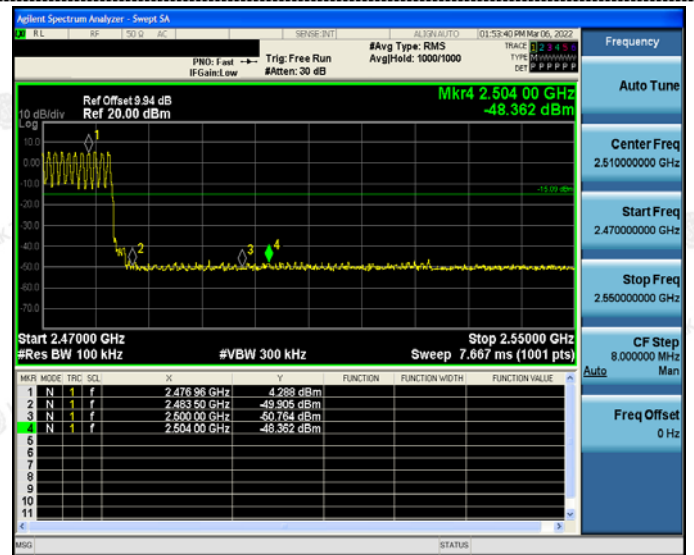 Agilent Spectrum Analyzer - Swept SA
RL RF 50 Ω AC SENSE:INT ALIGN AUTO 01:53:40 PM Mar 06, 2022
PNO: Fast Trig: Free Run #Avg Type: RMS TRACE 1 2 3 4 5 6
IFGain:Low #Atten: 30 dB Avg|Hold: 1000/1000 TYPE M W W W W W
DET P P P P P P
Mkr4 2.504 00 GHz
-48.362 dBm
Ref Offset 9.94 dB
10 dB/div Ref 20.00 dBm
Log
10.0
0.00
-10.0
-20.0
-30.0
-40.0
-50.0
-60.0
-70.0
1
2
3
4
-15.09 dBm
Start 2.47000 GHz Stop 2.55000 GHz
#Res BW 100 kHz #VBW 300 kHz Sweep 7.667 ms (1001 pts)
MKR MODE TRC SCL X Y FUNCTION FUNCTION WIDTH FUNCTION VALUE
1 N 1 f 2.476 96 GHz 4.288 dBm
2 N 1 f 2.483 50 GHz -49.905 dBm
3 N 1 f 2.500 00 GHz -50.764 dBm
4 N 1 f 2.504 00 GHz -48.362 dBm
5
6
7
8
9
10
11
MSG STATUS
Frequency
Auto Tune
Center Freq
2.510000000 GHz
Start Freq
2.470000000 GHz
Stop Freq
2.550000000 GHz
CF Step
8.000000 MHz
Auto Man
Freq Offset
0 Hz